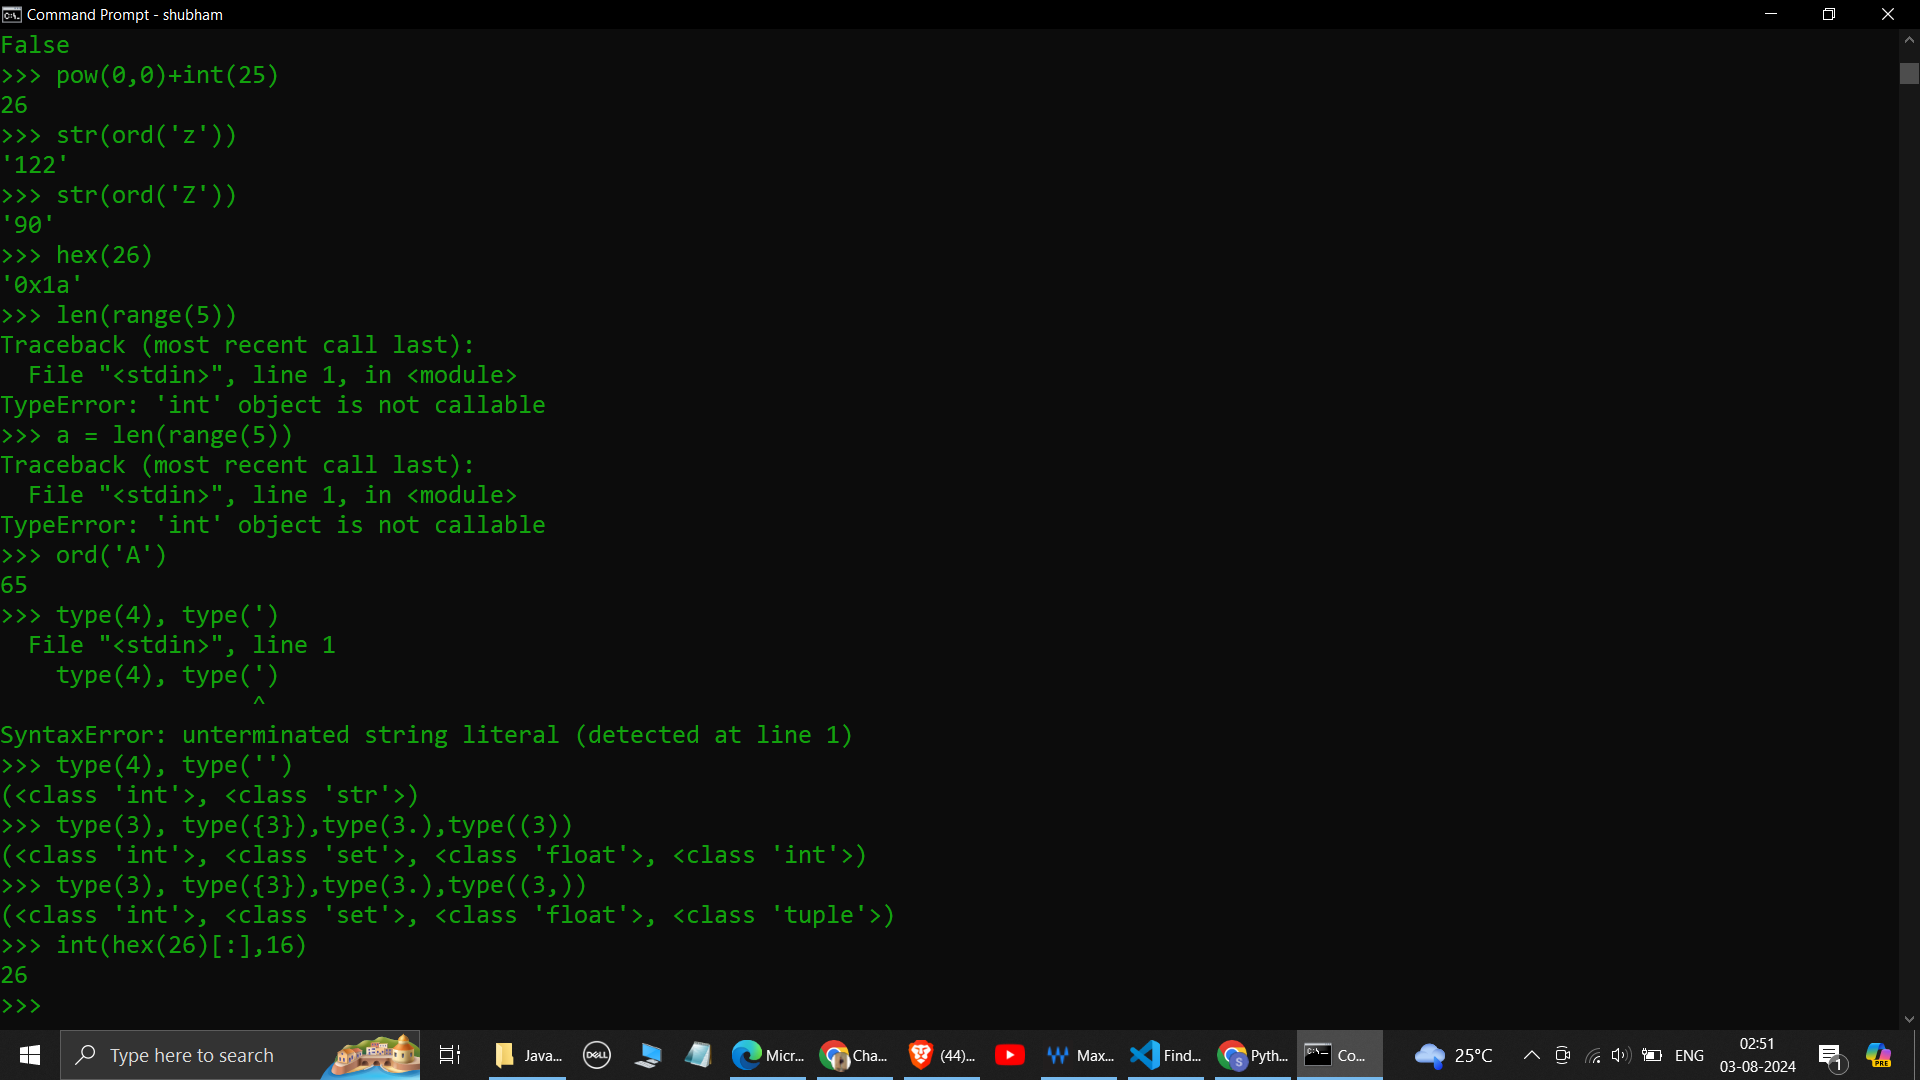 Command Prompt - shubham
False
>>> pow(0,0)+int(25)
26
>>> str(ord('z'))
'122'
>>> str(ord('Z'))
'90'
>>> hex(26)
'0x1a'
>>> len(range(5))
Traceback (most recent call last):
  File "<stdin>", line 1, in <module>
TypeError: 'int' object is not callable
>>> a = len(range(5))
Traceback (most recent call last):
  File "<stdin>", line 1, in <module>
TypeError: 'int' object is not callable
>>> ord('A')
65
>>> type(4), type(')
  File "<stdin>", line 1
    type(4), type(')
                  ^
SyntaxError: unterminated string literal (detected at line 1)
>>> type(4), type('')
(<class 'int'>, <class 'str'>)
>>> type(3), type({3}),type(3.),type((3))
(<class 'int'>, <class 'set'>, <class 'float'>, <class 'int'>)
>>> type(3), type({3}),type(3.),type((3,))
(<class 'int'>, <class 'set'>, <class 'float'>, <class 'tuple'>)
>>> int(hex(26)[:],16)
26
>>>
Type here to search
Java...
DELL
Micr...
Cha...
(44)...
Max...
Find...
S
Pyth...
Co...
25°C
ENG
02:51
03-08-2024
1
PRE